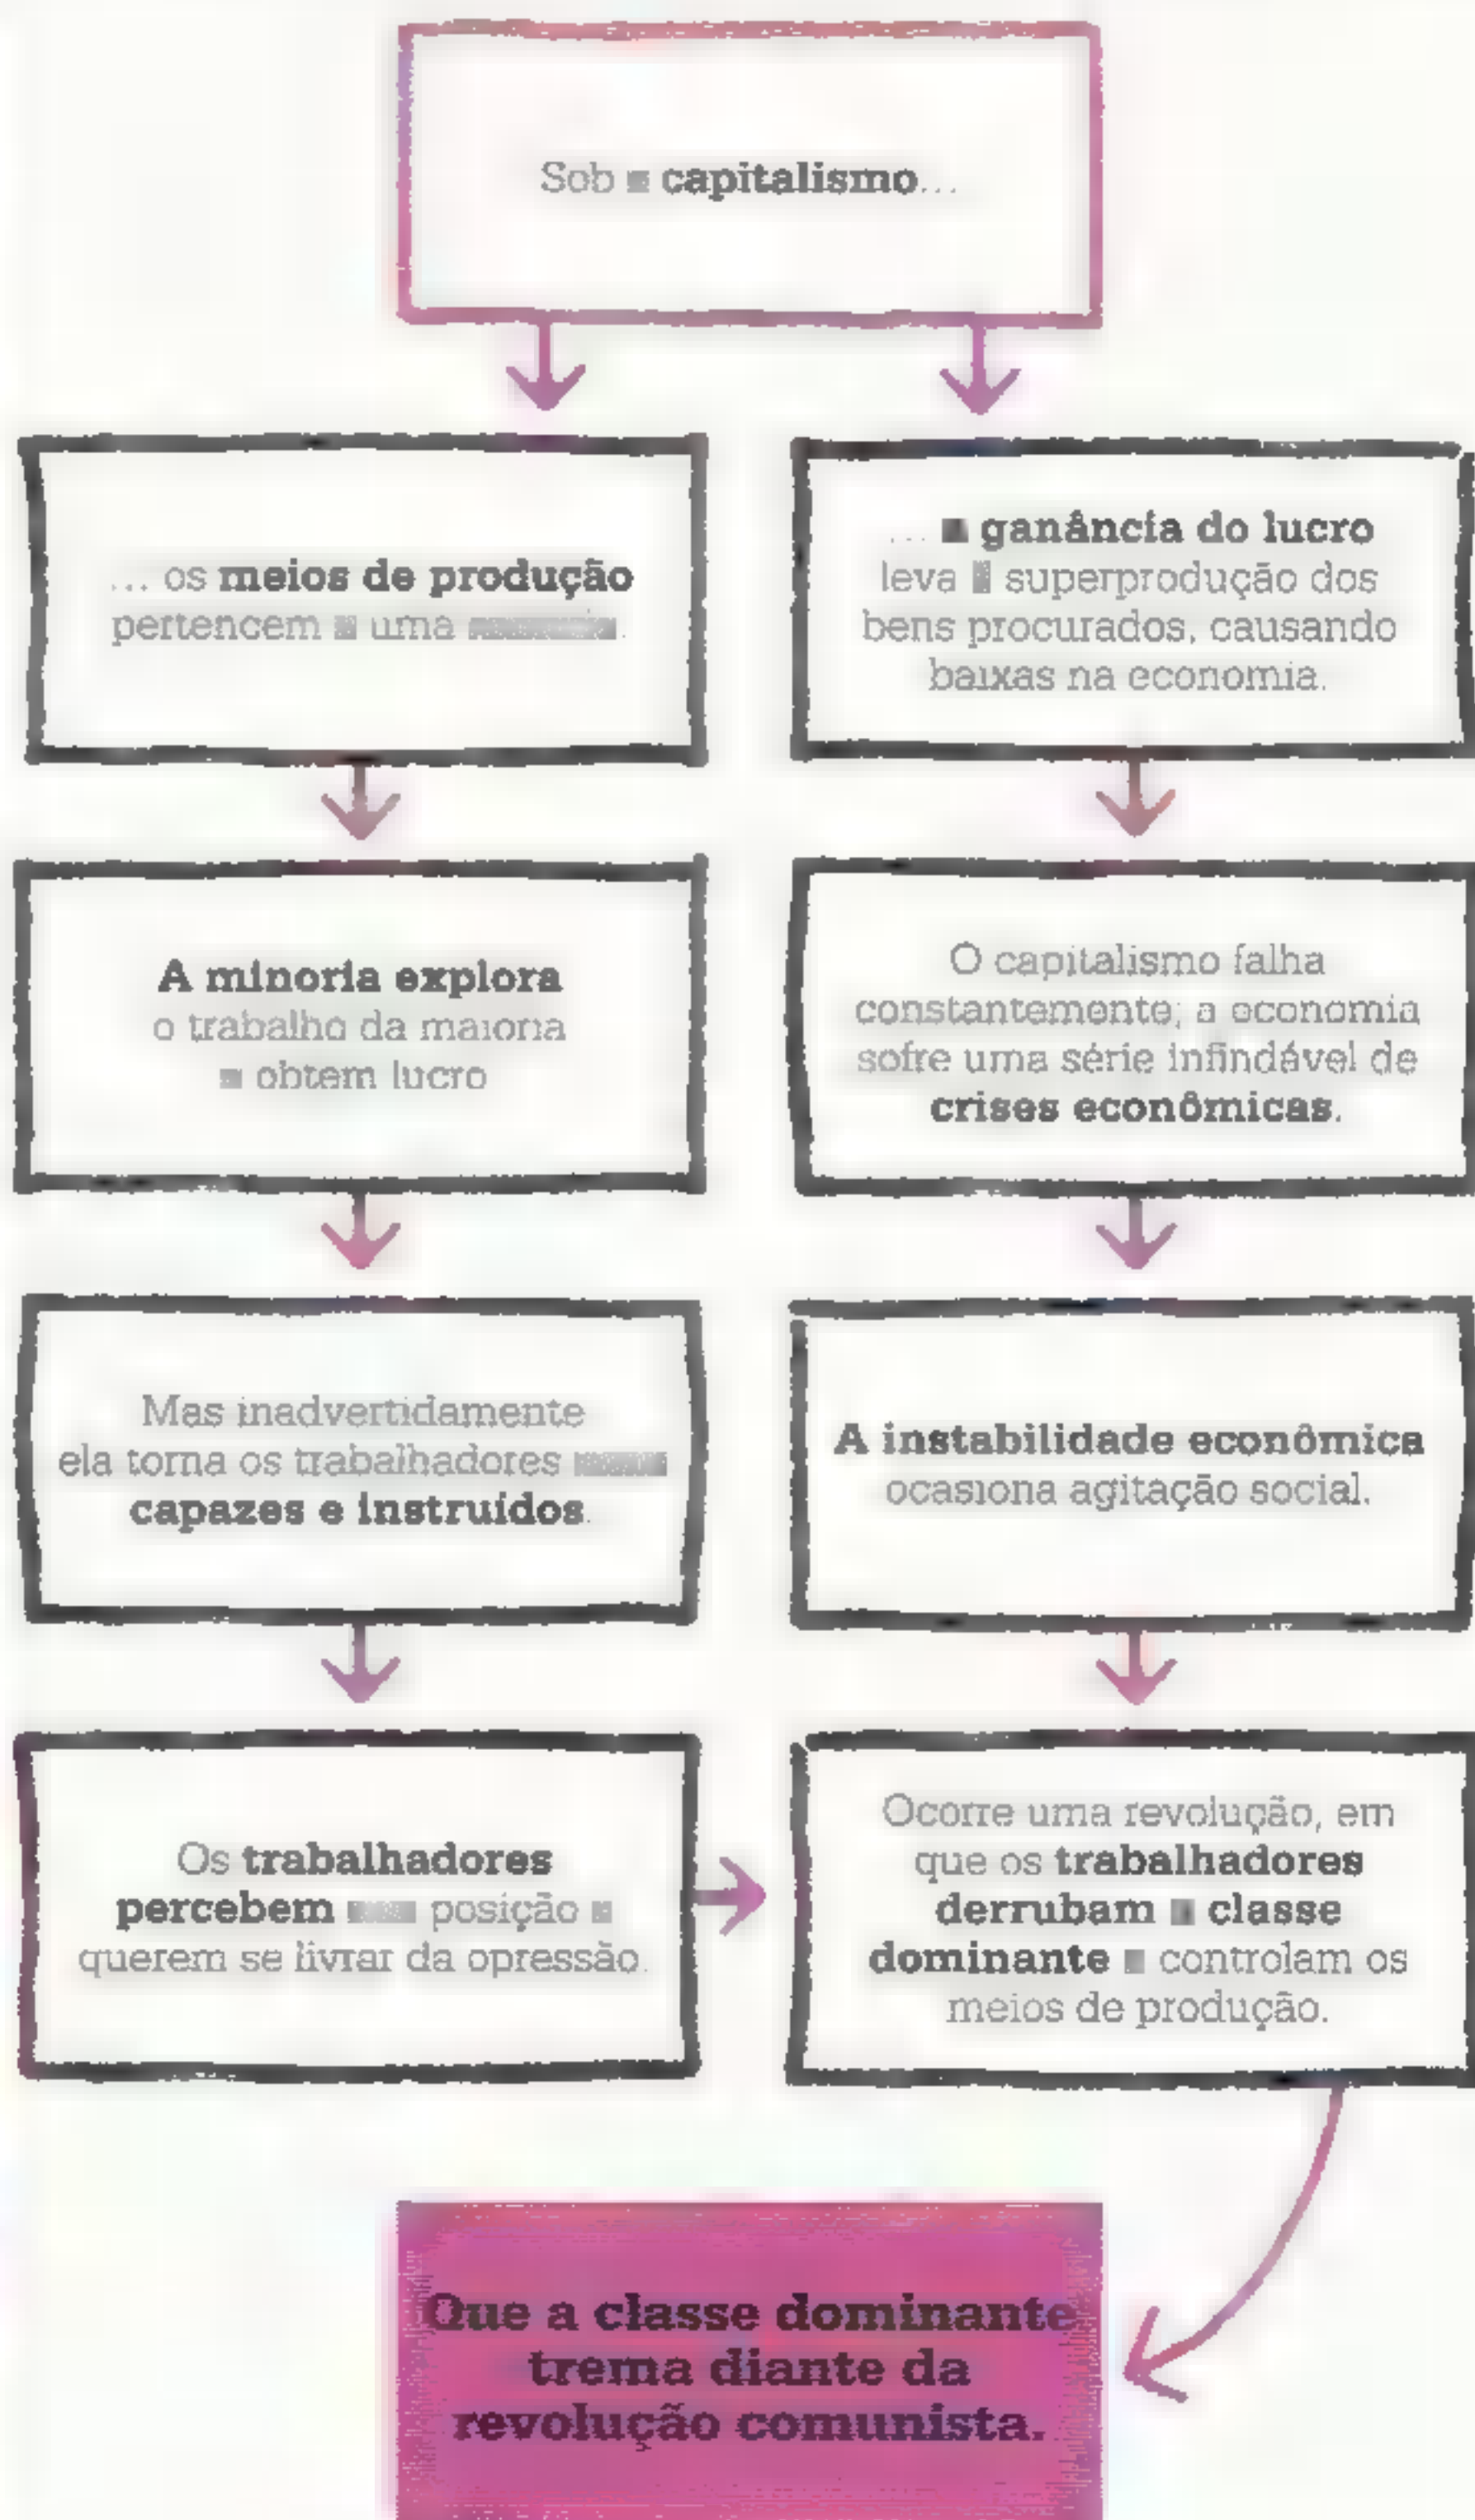 Sob capitalismo...
... os meios de produção
pertencem uma
... ganância do lucro
leva superprodução dos
bens procurados, causando
baixas na economia.
A minoria explora
o trabalho da maioria
obtem lucro
O capitalismo falha
constantemente; a economia
sofre uma série infindável de
crises econômicas.
Mas inadvertidamente
ela torna os trabalhadores
capazes e instruídos.
A instabilidade econômica
ocasiona agitação social.
Os trabalhadores
percebem posição
querem se livrar da opressão.
Ocorre uma revolução, em
que os trabalhadores
derrubam classe
dominante controlam os
meios de produção.
Que a classe dominante
trema diante da
revolução comunista.